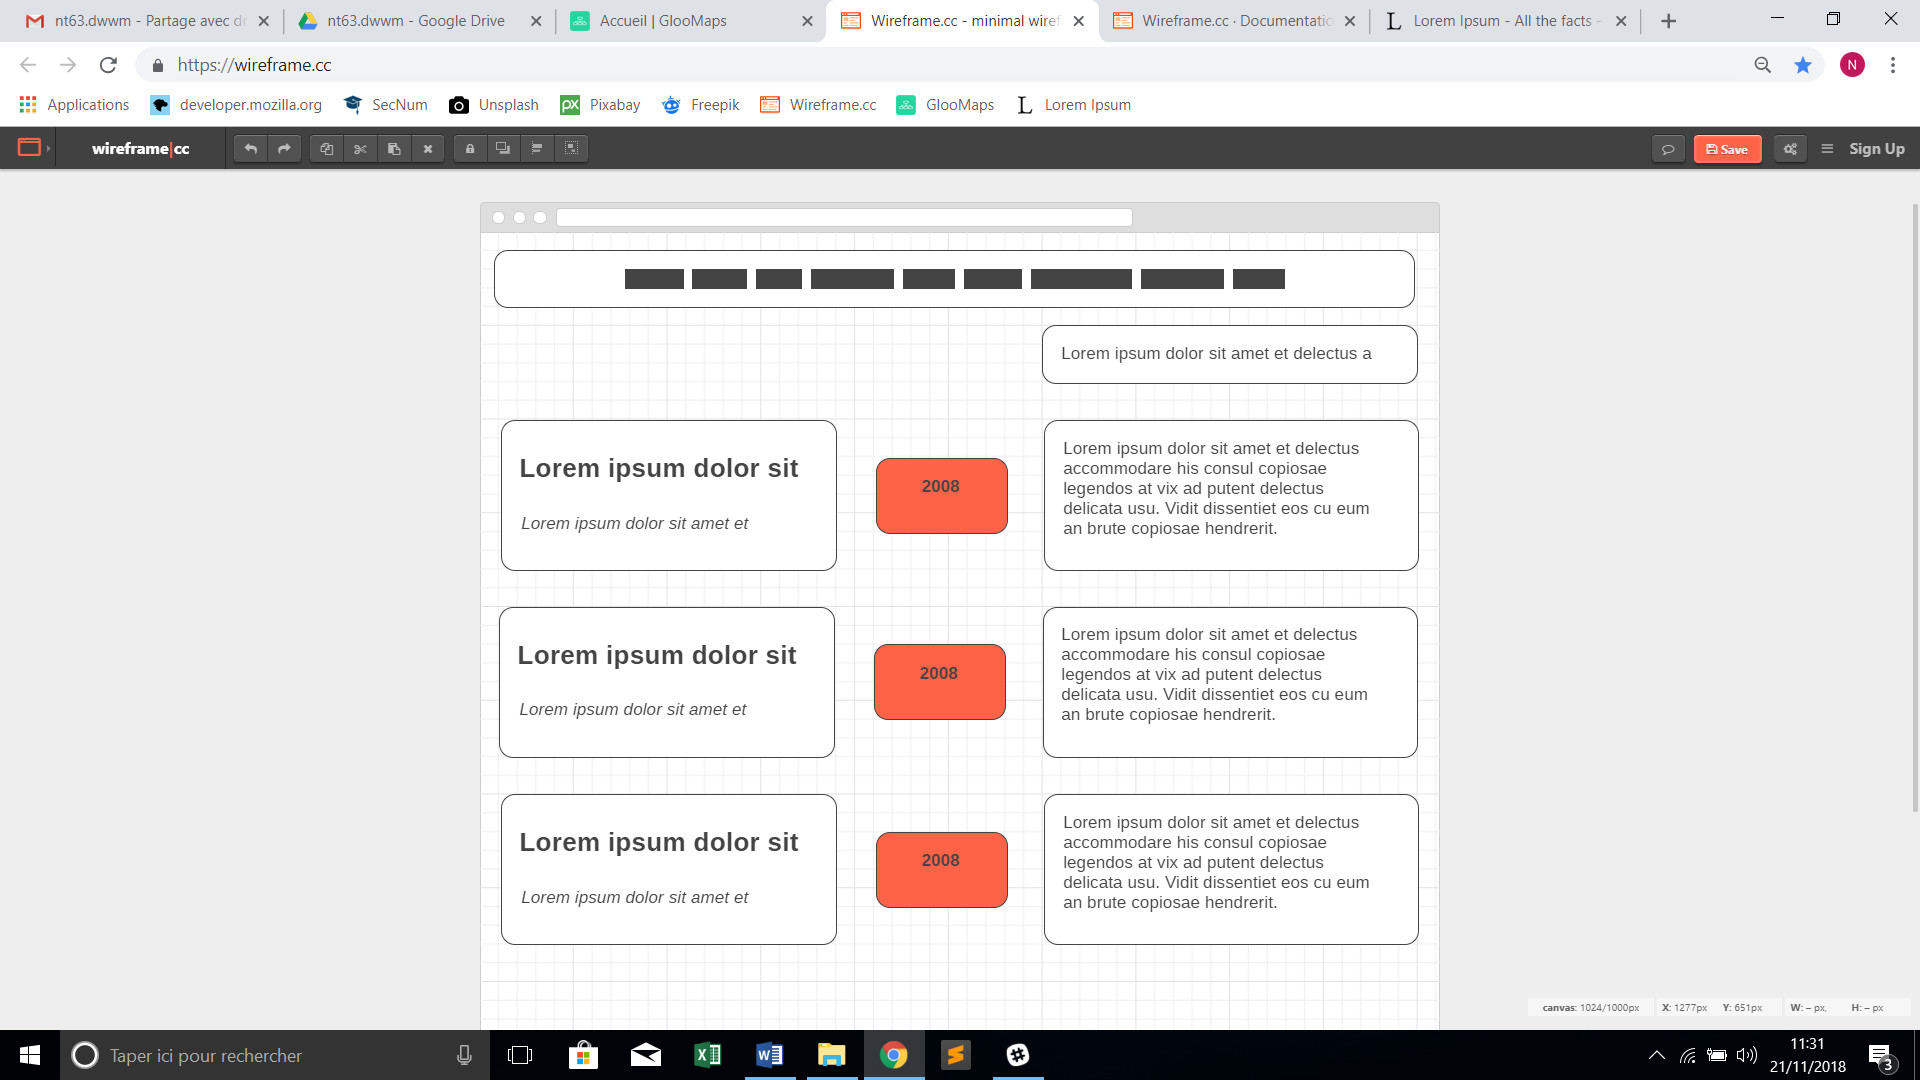 nt63.dwwm - Partage avec dr
nt63.dwwm - Google Drive
Accueil | GlooMaps
Wireframe.cc - minimal wiref
Wireframe.cc · Documentatio
Lorem Ipsum - All the facts -
https://wireframe.cc
N
Applications
developer.mozilla.org
SecNum
Unsplash
Pixabay
Freepik
Wireframe.cc
GlooMaps
Lorem Ipsum
wireframe|cc
Save
Sign Up
Lorem ipsum dolor sit amet et delectus a
Lorem ipsum dolor sit
Lorem ipsum dolor sit amet et
2008
Lorem ipsum dolor sit amet et delectus
accommodare his consul copiosae
legendos at vix ad putent delectus
delicata usu. Vidit dissentiet eos cu eum
an brute copiosae hendrerit.
Lorem ipsum dolor sit
Lorem ipsum dolor sit amet et
2008
Lorem ipsum dolor sit amet et delectus
accommodare his consul copiosae
legendos at vix ad putent delectus
delicata usu. Vidit dissentiet eos cu eum
an brute copiosae hendrerit.
Lorem ipsum dolor sit
Lorem ipsum dolor sit amet et
2008
Lorem ipsum dolor sit amet et delectus
accommodare his consul copiosae
legendos at vix ad putent delectus
delicata usu. Vidit dissentiet eos cu eum
an brute copiosae hendrerit.
canvas: 1024/1000px X: 1277px Y: 651px W: – px, H: – px
Taper ici pour rechercher
11:31
21/11/2018
3